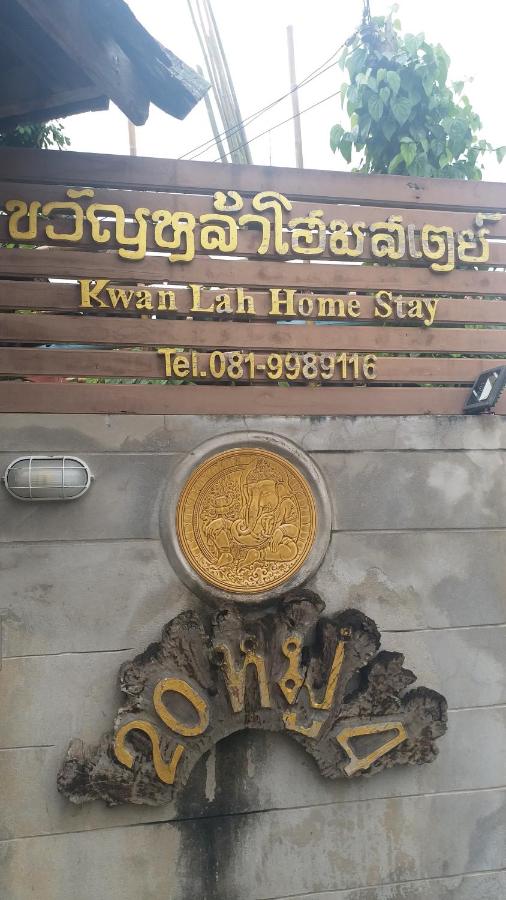 ขวัญหล้าโฮมสเตย์
Kwan Lah Home Stay
Tel.081-9989116
20 หมู่ 7